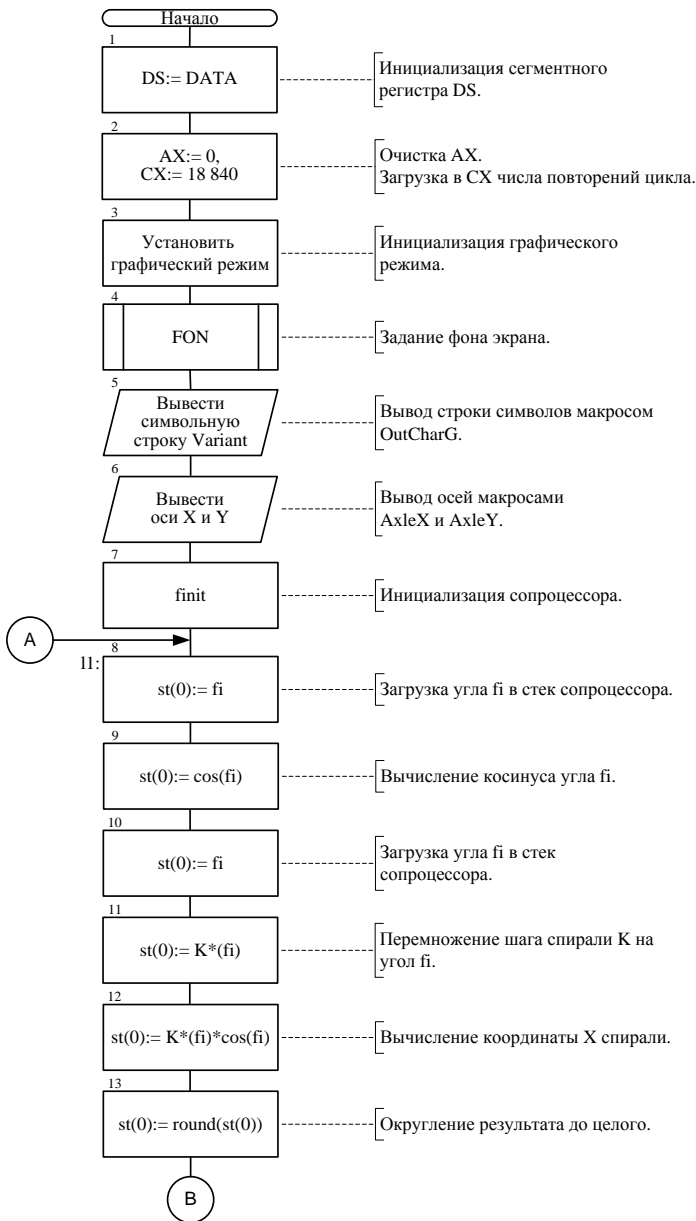 Начало
1
DS:= DATA
Инициализация сегментного
регистра DS.
2
AX:= 0,
CX:= 18 840
Очистка AX.
Загрузка в CX числа повторений цикла.
3
Установить
графический режим
Инициализация графического
режима.
4
FON
Задание фона экрана.
5
Вывести
символьную
строку Variant
Вывод строки символов макросом
OutCharG.
6
Вывести
оси X и Y
Вывод осей макросами
AxleX и AxleY.
7
finit
Инициализация сопроцессора.
A
8
l1:
st(0):= fi
Загрузка угла fi в стек сопроцессора.
9
st(0):= cos(fi)
Вычисление косинуса угла fi.
10
st(0):= fi
Загрузка угла fi в стек
сопроцессора.
11
st(0):= K*(fi)
Перемножение шага спирали K на
угол fi.
12
st(0):= K*(fi)*cos(fi)
Вычисление координаты X спирали.
13
st(0):= round(st(0))
Округление результата до целого.
B